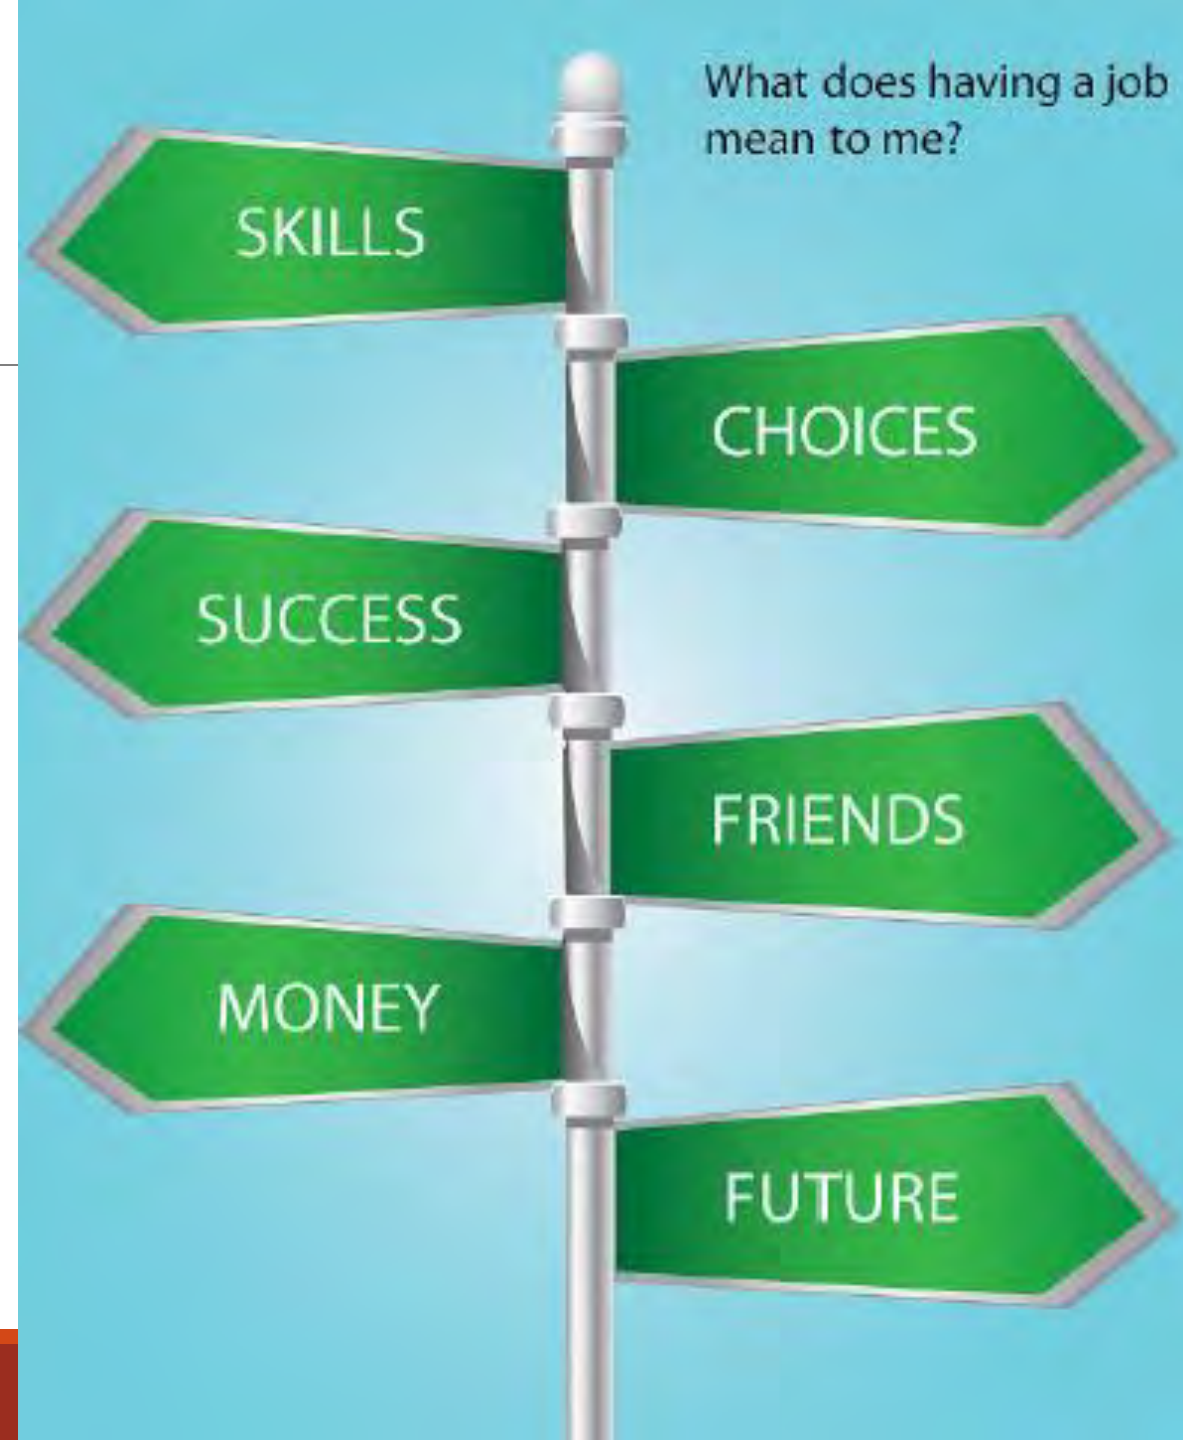 What does having a job
mean to me?
SKILLS
CHOICES
SUCCESS
FRIENDS
MONEY
FUTURE